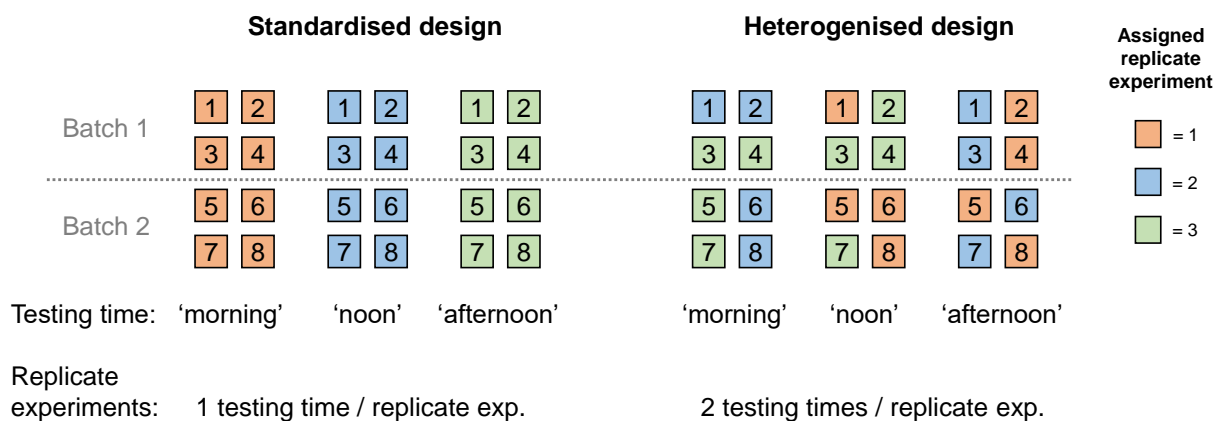 Standardised design Heterogenised design
Assigned
replicate
experiment
Batch 1
1 2 1 2 1 2 1 2 1 2 1 2
3 4 3 4 3 4 3 4 3 4 3 4
= 1
= 2
Batch 2
5 6 5 6 5 6 5 6 5 6 5 6
= 3
7 8 7 8 7 8 7 8 7 8 7 8
Testing time: ‘morning’ ‘noon’ ‘afternoon’ ‘morning’ ‘noon’ ‘afternoon’
Replicate
experiments: 1 testing time / replicate exp. 2 testing times / replicate exp.